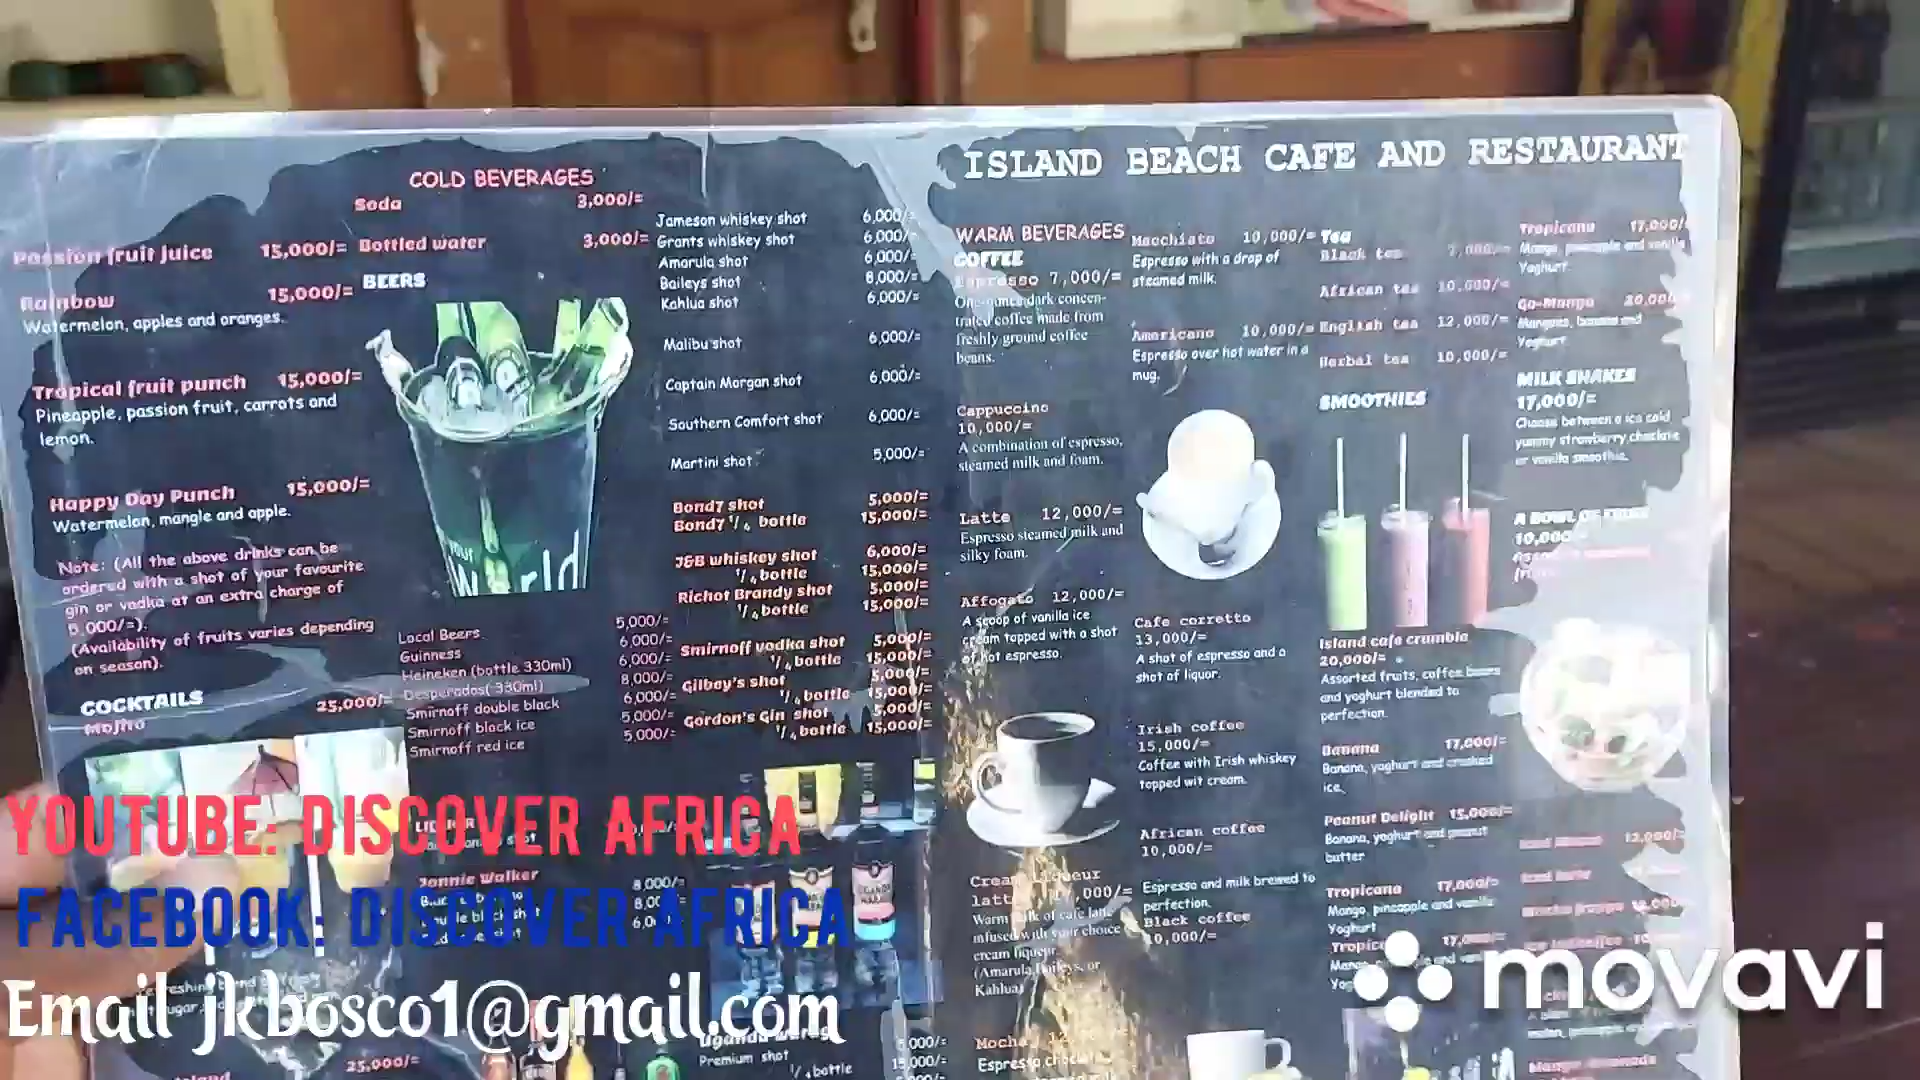 ISLAND BEACH CAFE AND RESTAURANT
COLD BEVERAGES
Soda 3,000/=
Passion fruit juice 15,000/=
Bottled water 3,000/=
Rainbow 15,000/=
Watermelon, apples and oranges.
Tropical fruit punch 15,000/=
Pineapple, passion fruit, carrots and
lemon.
Happy Day Punch 15,000/=
Watermelon, mangle and apple.
Note: (All the above drinks can be
ordered with a shot of your favourite
gin or vodka at an extra charge of
5,000/=).
(Availability of fruits varies depending
on season).
COCKTAILS
Mojito 25,000/=
25,000/=
BEERS
your
World
Local Beers 5,000/=
Guinness 6,000/=
Heineken (bottle 330ml) 6,000/=
Desperados( 330ml) 8,000/=
Smirnoff double black 6,000/=
Smirnoff black ice 5,000/=
Smirnoff red ice 5,000/=
Jonnie Walker 8,000/=
Jameson whiskey shot 6,000/=
Grants whiskey shot 6,000/=
Amarula shot 6,000/=
Baileys shot 8,000/=
Kahlua shot 6,000/=
Malibu shot 6,000/=
Captain Morgan shot 6,000/=
Southern Comfort shot 6,000/=
Martini shot 5,000/=
Bond7 shot 5,000/=
Bond7 1/4 bottle 15,000/=
J&B whiskey shot 6,000/=
1/4 bottle 15,000/=
Richot Brandy shot 5,000/=
1/4 bottle 15,000/=
Smirnoff vodka shot 5,000/=
1/4 bottle 15,000/=
Gilbey's shot 5,000/=
1/4 bottle 15,000/=
Gordon's Gin shot 5,000/=
1/4 bottle 15,000/=
Premium shot 15,000/=
1/4 bottle
WARM BEVERAGES
COFFEE
Espresso 7,000/=
One ounce dark concen-
trated coffee made from
freshly ground coffee
beans.
Cappuccino
10,000/=
A combination of espresso,
steamed milk and foam.
Latte 12,000/=
Espresso steamed milk and
silky foam.
Affogato 12,000/=
A scoop of vanilla ice
cream topped with a shot
of hot espresso.
Cream Liqueur
Warm milk of cafe latte
infused with your choice
cream liqueur
(Amarula, Baileys, or
Kahlua)
Mocha
Macchiato 10,000/=
Espresso with a drop of
steamed milk.
Americano 10,000/=
Espresso over hot water in a
mug.
Cafe corretto
13,000/=
A shot of espresso and a
shot of liquor.
Irish coffee
15,000/=
Coffee with Irish whiskey
topped wit cream.
African coffee
10,000/=
Espresso and milk brewed to
perfection.
Black coffee
10,000/=
Tea
Black tea 7,000/=
African tea 10,000/=
English tea 12,000/=
Herbal tea 10,000/=
SMOOTHIES
Island cafe crumble
20,000/=
Assorted fruits, coffee beans
and yoghurt blended to
perfection.
Banana 17,000/=
Banana, yoghurt and crushed
ice.
Peanut Delight 15,000/=
Banana, yoghurt and peanut
butter
Tropicana 17,000/=
Mango, pineapple and vanilla
Yoghurt
17,000/=
Tropicana 17,000/=
Mango, pineapple and vanilla
Yoghurt.
Go-Mango 20,000
Mangoes, banana and
Yoghurt
MILK SHAKES
17,000/=
Choose between a ice cold
yummy strawberry choclate
or vanilla smoothie.
10,000/=
12,000/=
YOUTUBE: DISCOVER AFRICA
FACEBOOK: DISCOVER AFRICA
Email jkbosco1@gmail.com
movavi